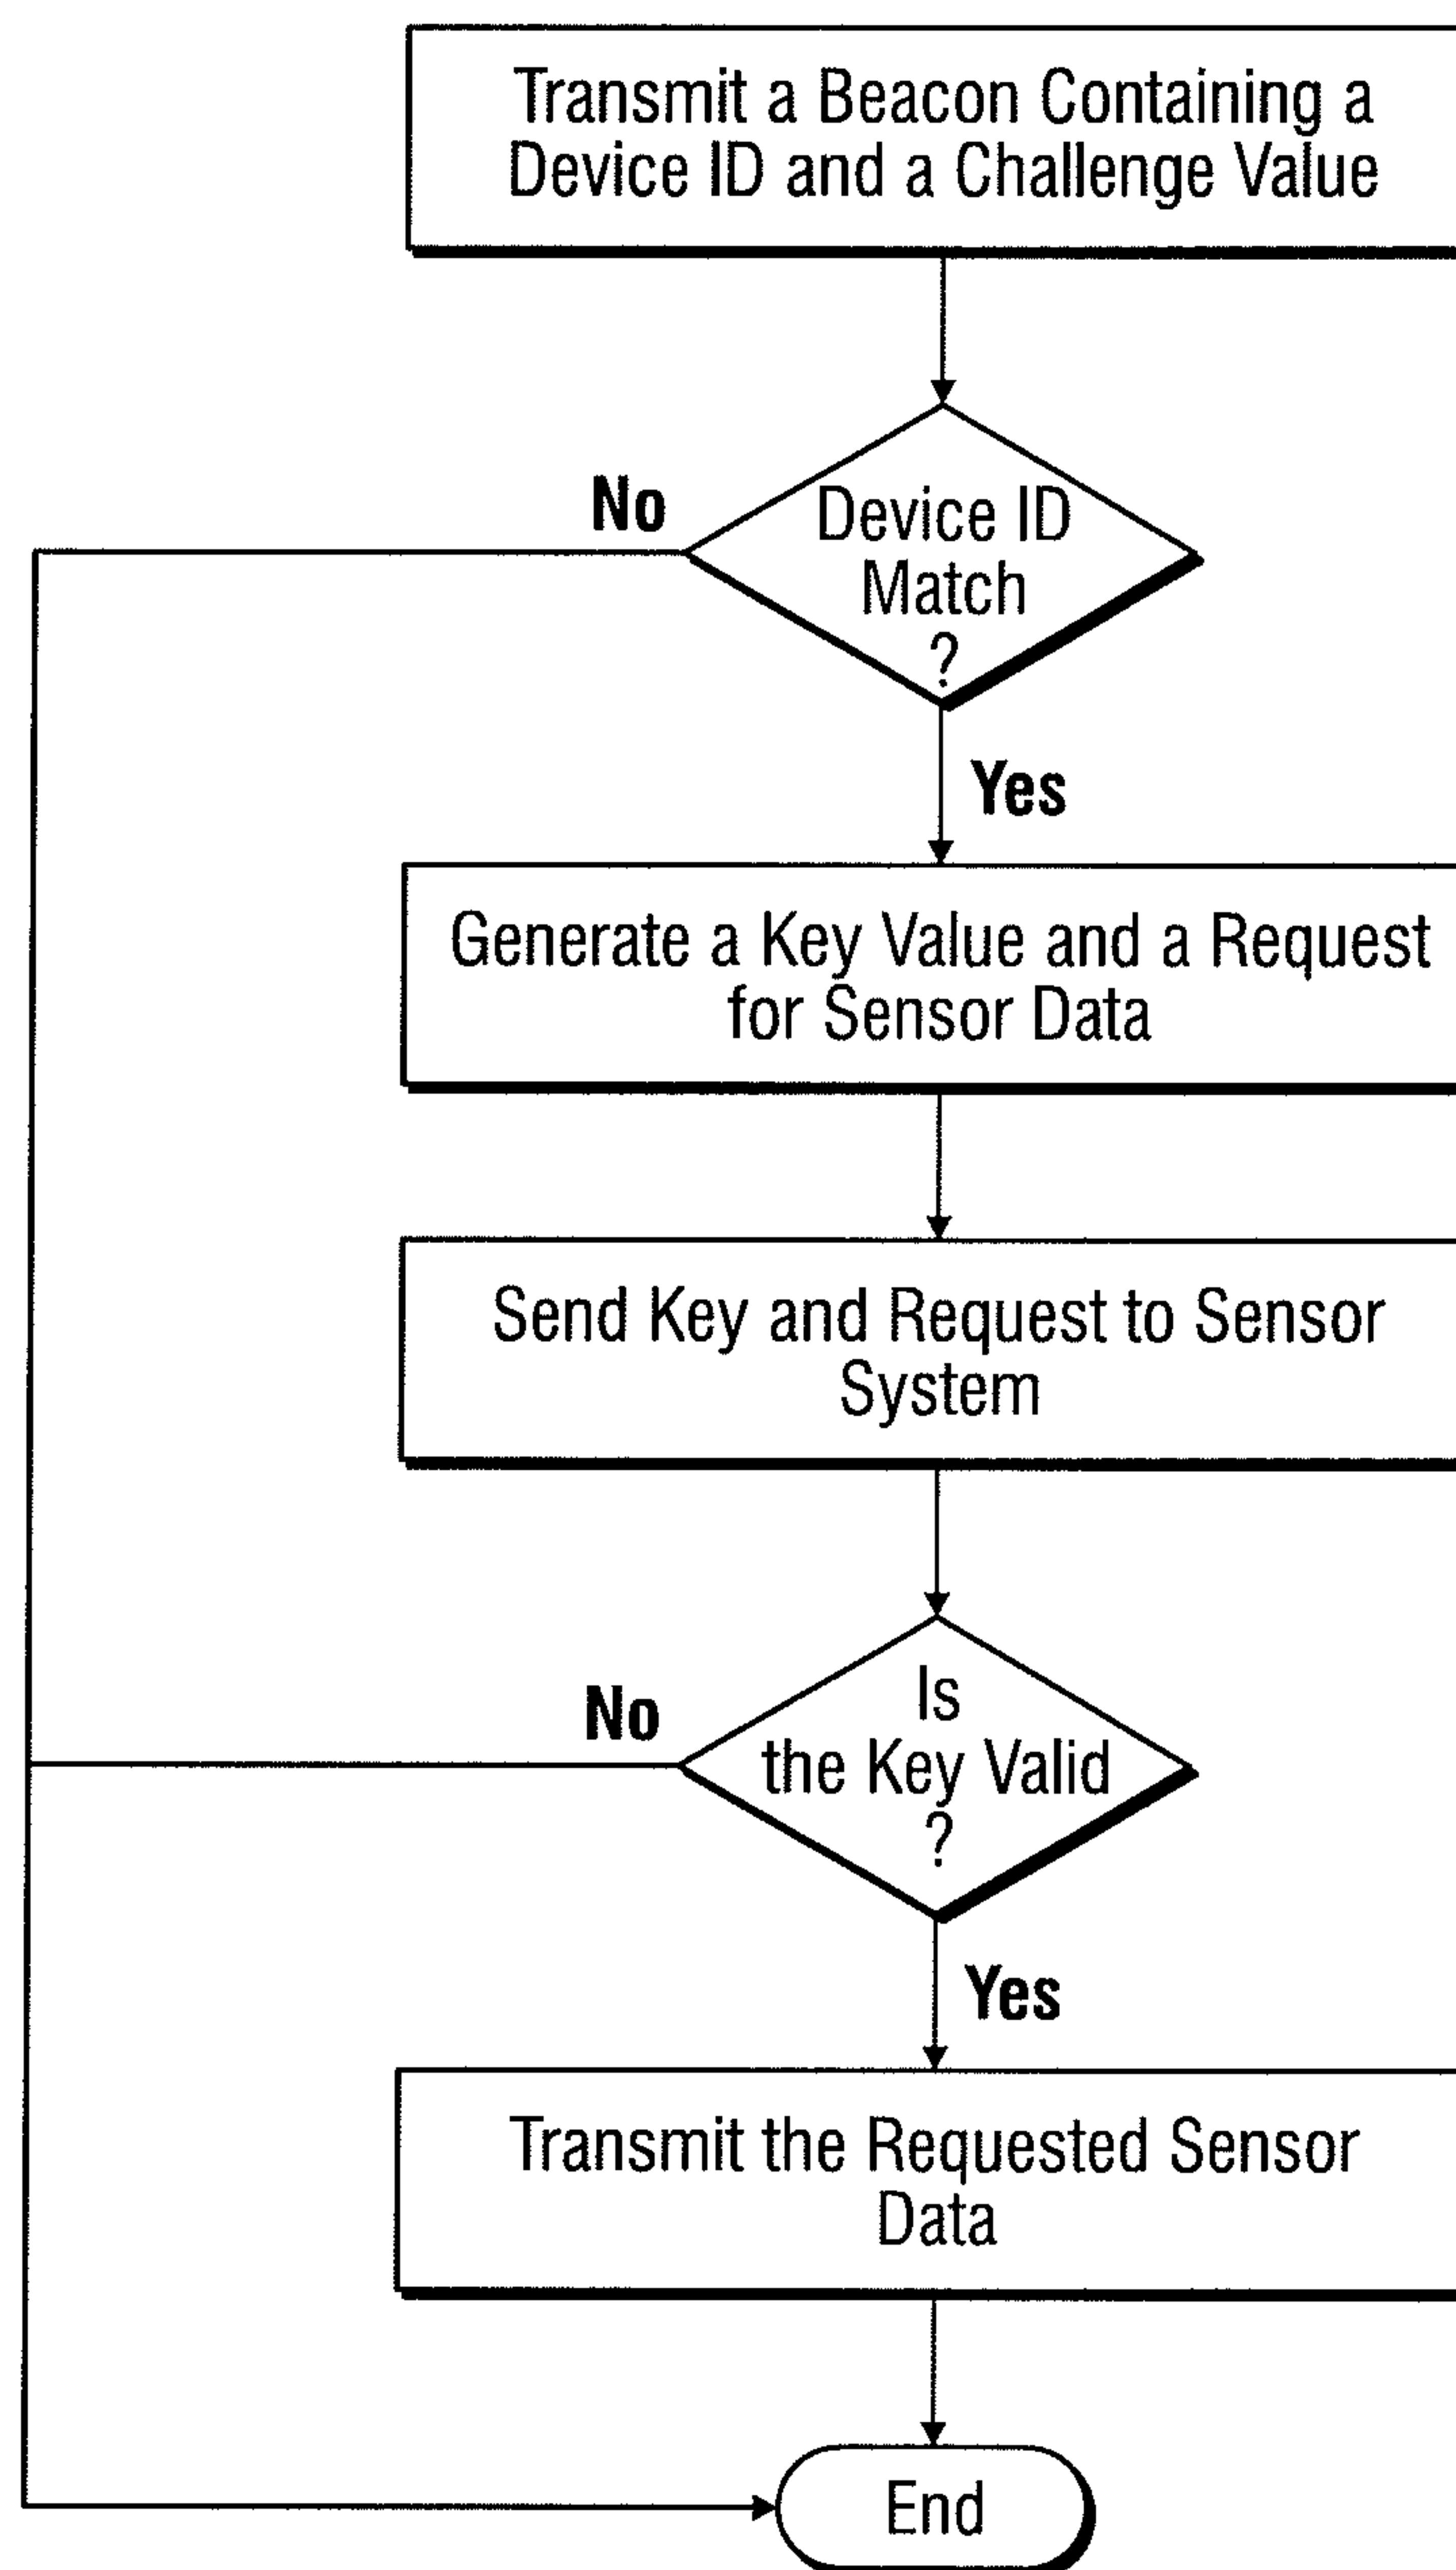 Transmit a Beacon Containing a
Device ID and a Challenge Value
No
Device ID
Match
?
Yes
Generate a Key Value and a Request
for Sensor Data
Send Key and Request to Sensor
System
No
Is
the Key Valid
?
Yes
Transmit the Requested Sensor
Data
End